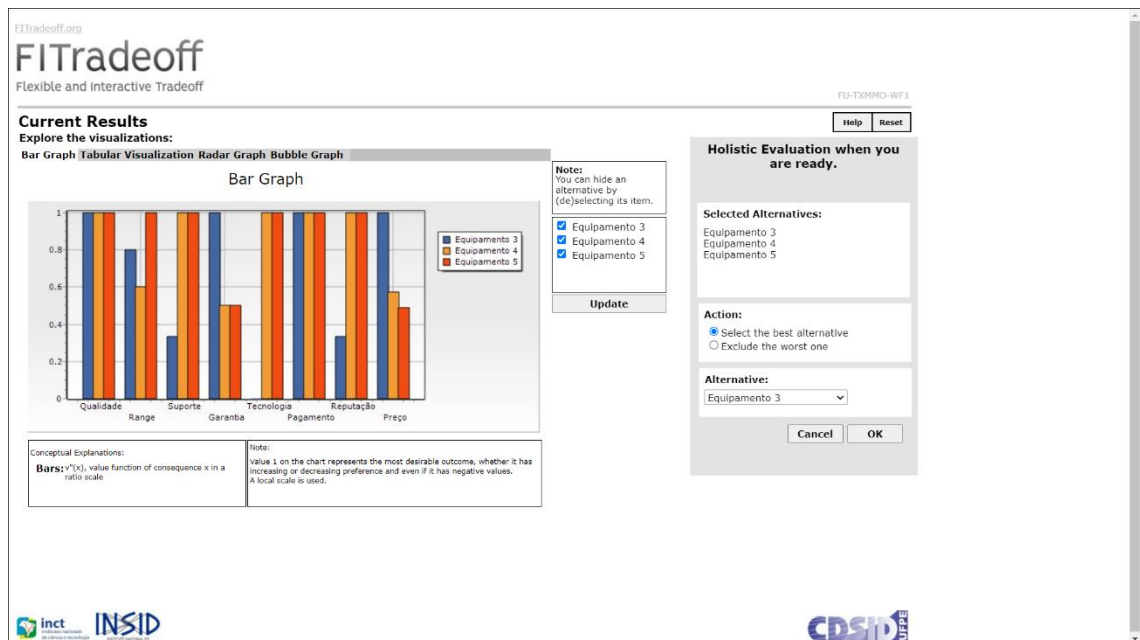 FITradeoff.org
FITradeoff
Flexible and Interactive Tradeoff
FU-TXMMO-WF1
Current Results
Help
Reset
Explore the visualizations:
Bar Graph Tabular Visualization Radar Graph Bubble Graph
Bar Graph
1
0.8
0.6
0.4
0.2
0
Qualidade
Range
Suporte
Garantia
Tecnologia
Pagamento
Reputação
Preço
Equipamento 3
Equipamento 4
Equipamento 5
Note:
You can hide an
alternative by
(de)selecting its item.
Equipamento 3
Equipamento 4
Equipamento 5
Update
Holistic Evaluation when you
are ready.
Selected Alternatives:
Equipamento 3
Equipamento 4
Equipamento 5
Action:
Select the best alternative
Exclude the worst one
Alternative:
Equipamento 3
Cancel
OK
Conceptual Explanations:
Bars: v"(x), value function of consequence x in a
ratio scale
Note:
Value 1 on the chart represents the most desirable outcome, whether it has
increasing or decreasing preference and even if it has negative values.
A local scale is used.
inct
institutos nacionais
de ciência e tecnologia
INSID
CDSID
UFPE